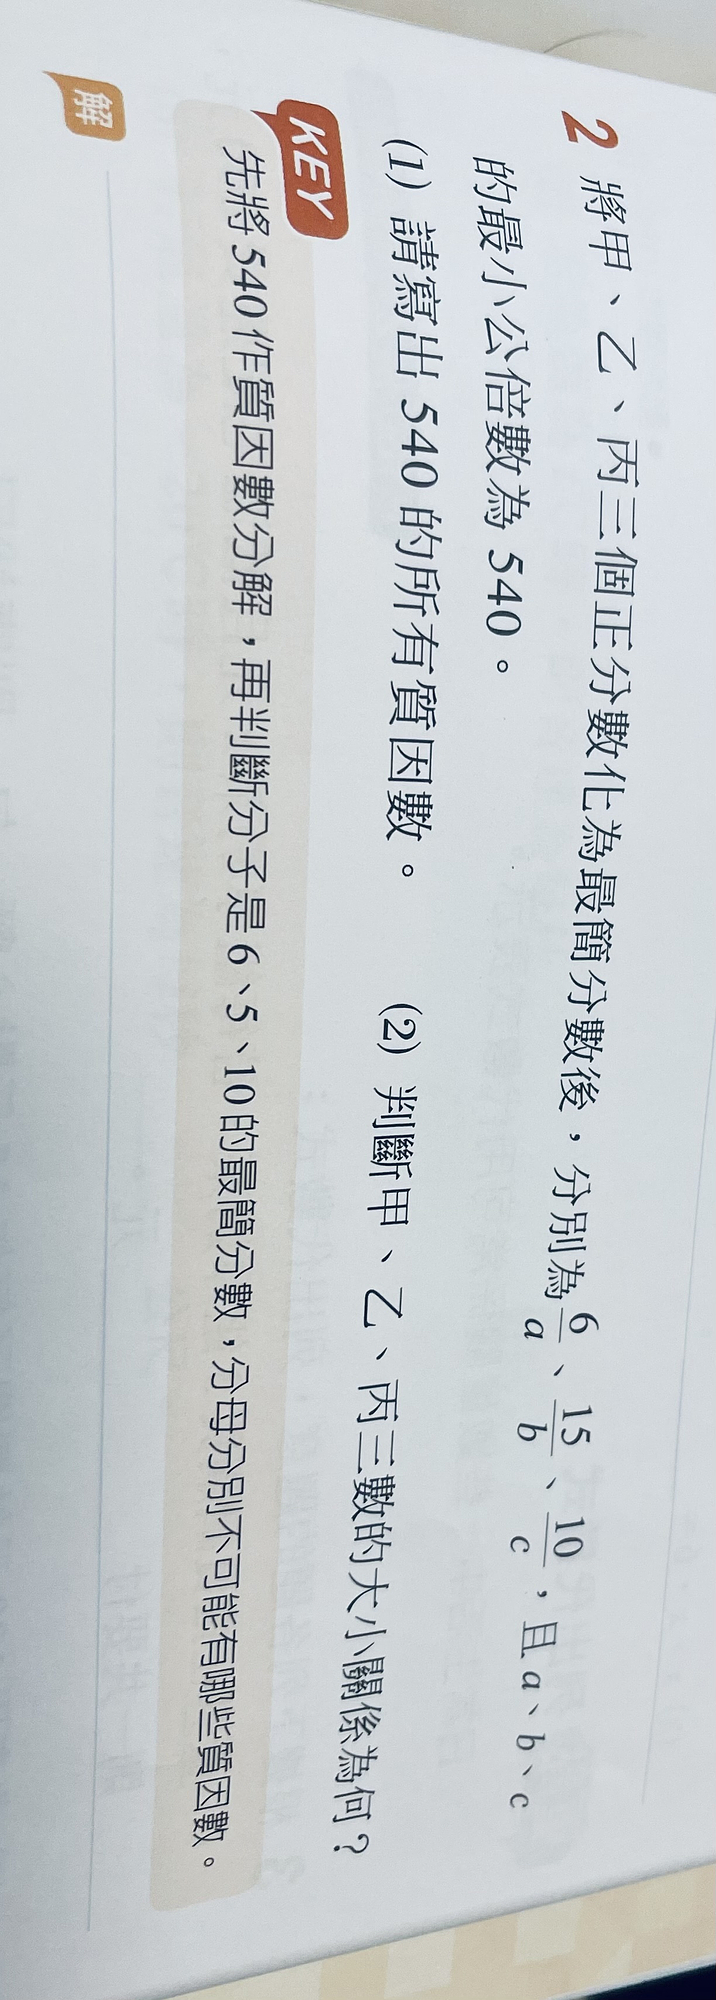 2 將甲、乙、丙三個正分數化為最簡分數後，分別為 6/a、15/b、10/c，且 a、b、c
的最小公倍數為 540。
(1) 請寫出 540 的所有質因數。 (2) 判斷甲、乙、丙三數的大小關係為何？
KEY
先將 540 作質因數分解，再判斷分子是 6、5、10 的最簡分數，分母分別不可能有哪些質因數。
解